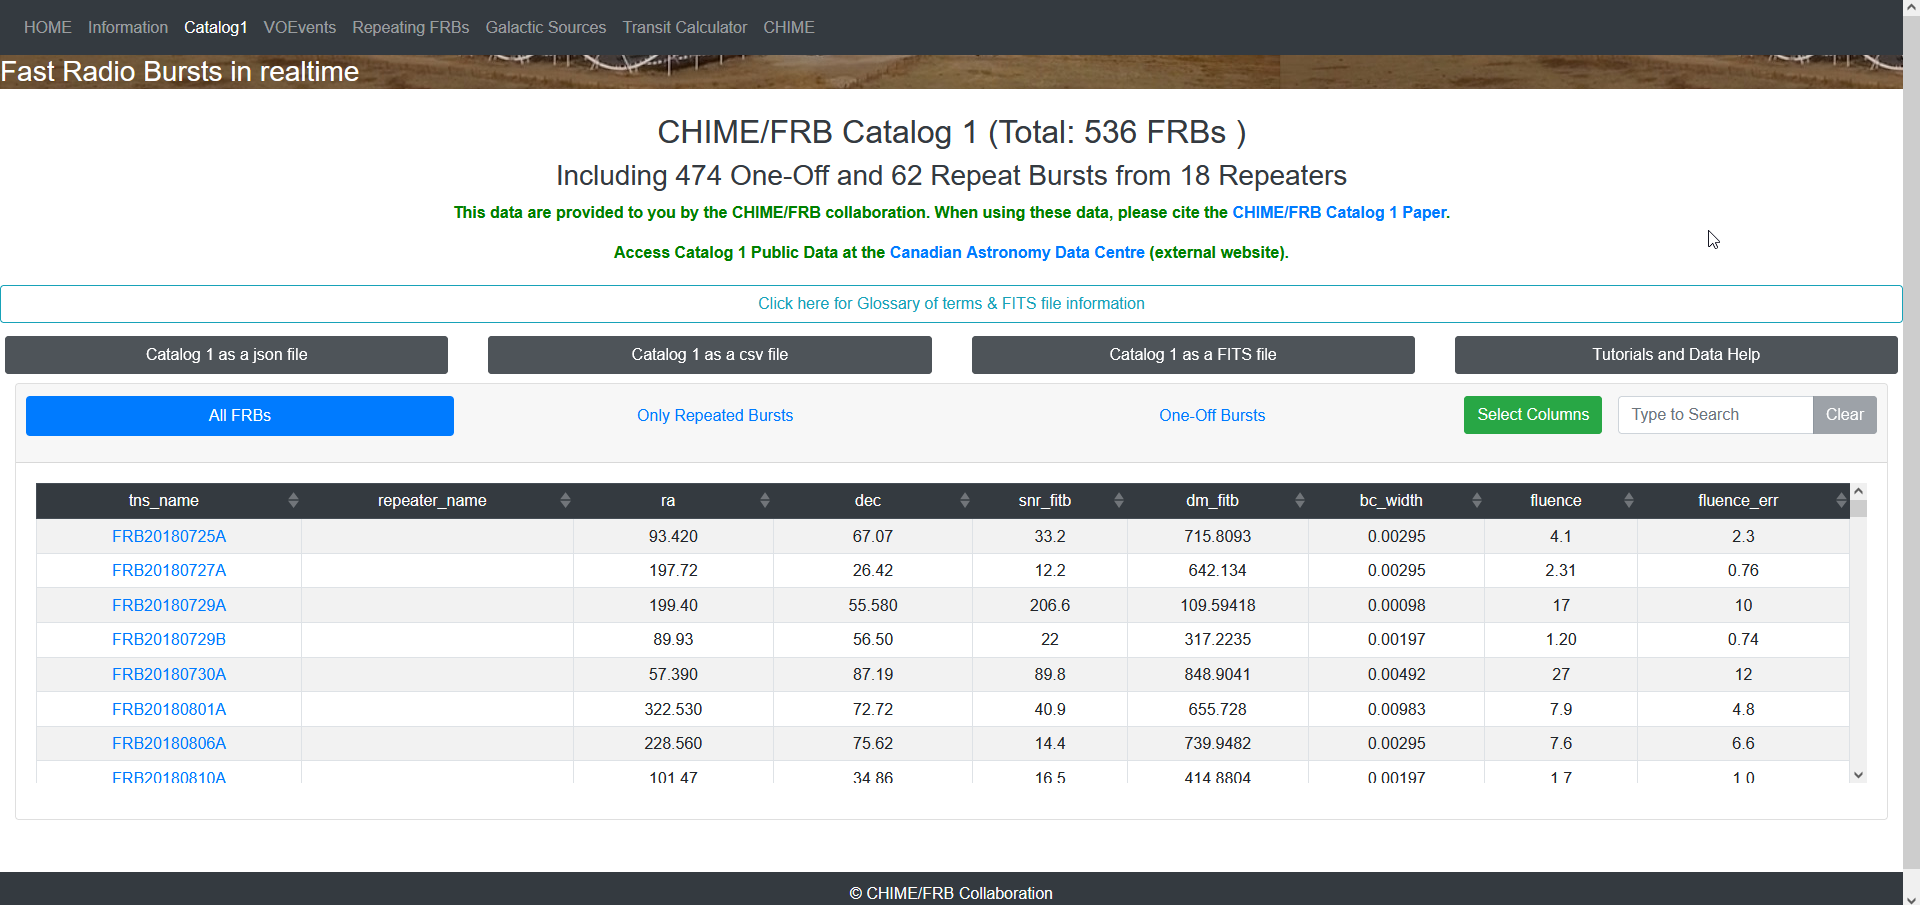 HOME Information Catalog1 VOEvents Repeating FRBs Galactic Sources Transit Calculator CHIME
Fast Radio Bursts in realtime
CHIME/FRB Catalog 1 (Total: 536 FRBs )
Including 474 One-Off and 62 Repeat Bursts from 18 Repeaters
This data are provided to you by the CHIME/FRB collaboration. When using these data, please cite the CHIME/FRB Catalog 1 Paper.
Access Catalog 1 Public Data at the Canadian Astronomy Data Centre (external website).
Click here for Glossary of terms & FITS file information
Catalog 1 as a json file Catalog 1 as a csv file Catalog 1 as a FITS file Tutorials and Data Help
All FRBs Only Repeated Bursts One-Off Bursts Select Columns Type to Search Clear
tns_name repeater_name ra dec snr_fitb dm_fitb bc_width fluence fluence_err
FRB20180725A 93.420 67.07 33.2 715.8093 0.00295 4.1 2.3
FRB20180727A 197.72 26.42 12.2 642.134 0.00295 2.31 0.76
FRB20180729A 199.40 55.580 206.6 109.59418 0.00098 17 10
FRB20180729B 89.93 56.50 22 317.2235 0.00197 1.20 0.74
FRB20180730A 57.390 87.19 89.8 848.9041 0.00492 27 12
FRB20180801A 322.530 72.72 40.9 655.728 0.00983 7.9 4.8
FRB20180806A 228.560 75.62 14.4 739.9482 0.00295 7.6 6.6
FRB20180810A 101.47 34.86 16.5 414.8804 0.00197 1.7 1.0
© CHIME/FRB Collaboration